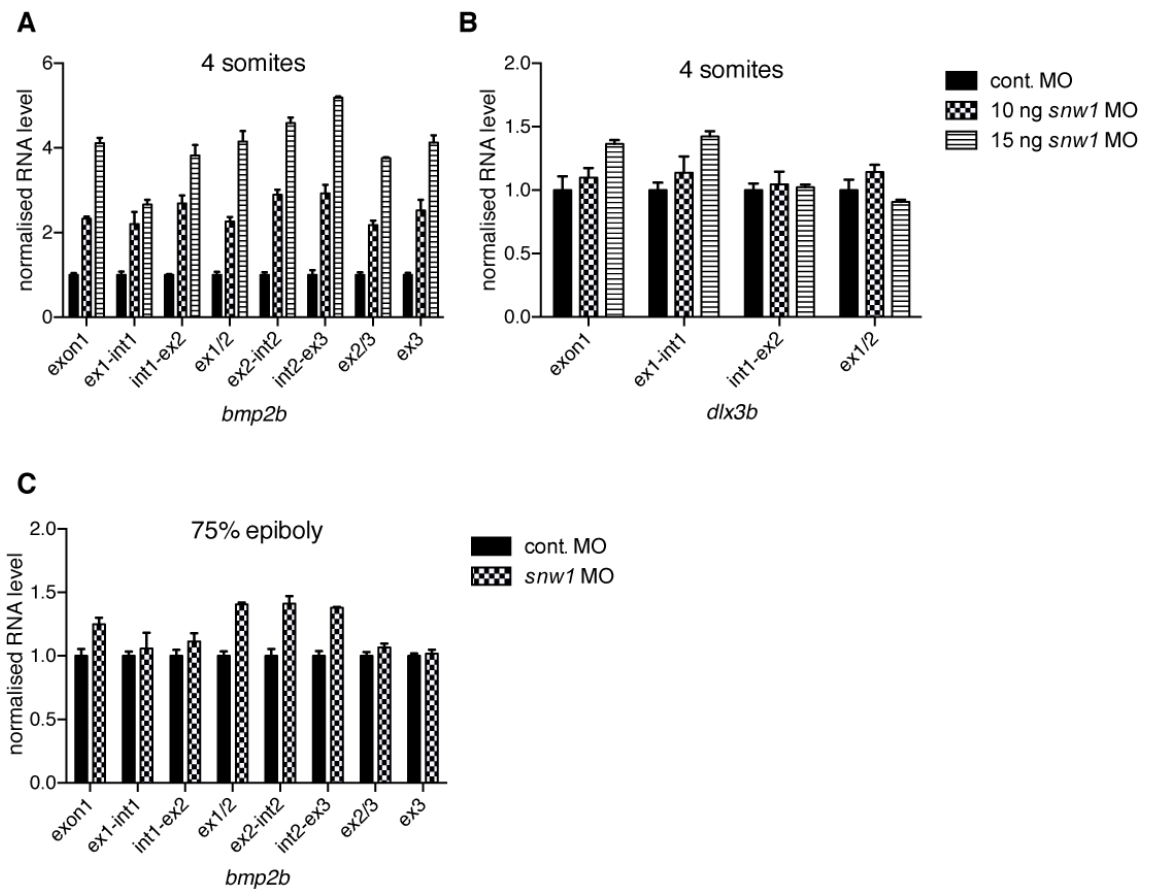 A
4 somites
normalised RNA level
6
4
2
0
exon1
ex1-int1
int1-ex2
ex1/2
ex2-int2
int2-ex3
ex2/3
ex3
bmp2b
B
4 somites
normalised RNA level
2.0
1.5
1.0
0.5
0.0
exon1
ex1-int1
int1-ex2
ex1/2
dlx3b
cont. MO
10 ng snw1 MO
15 ng snw1 MO
C
75% epiboly
normalised RNA level
2.0
1.5
1.0
0.5
0.0
exon1
ex1-int1
int1-ex2
ex1/2
ex2-int2
int2-ex3
ex2/3
ex3
bmp2b
cont. MO
snw1 MO